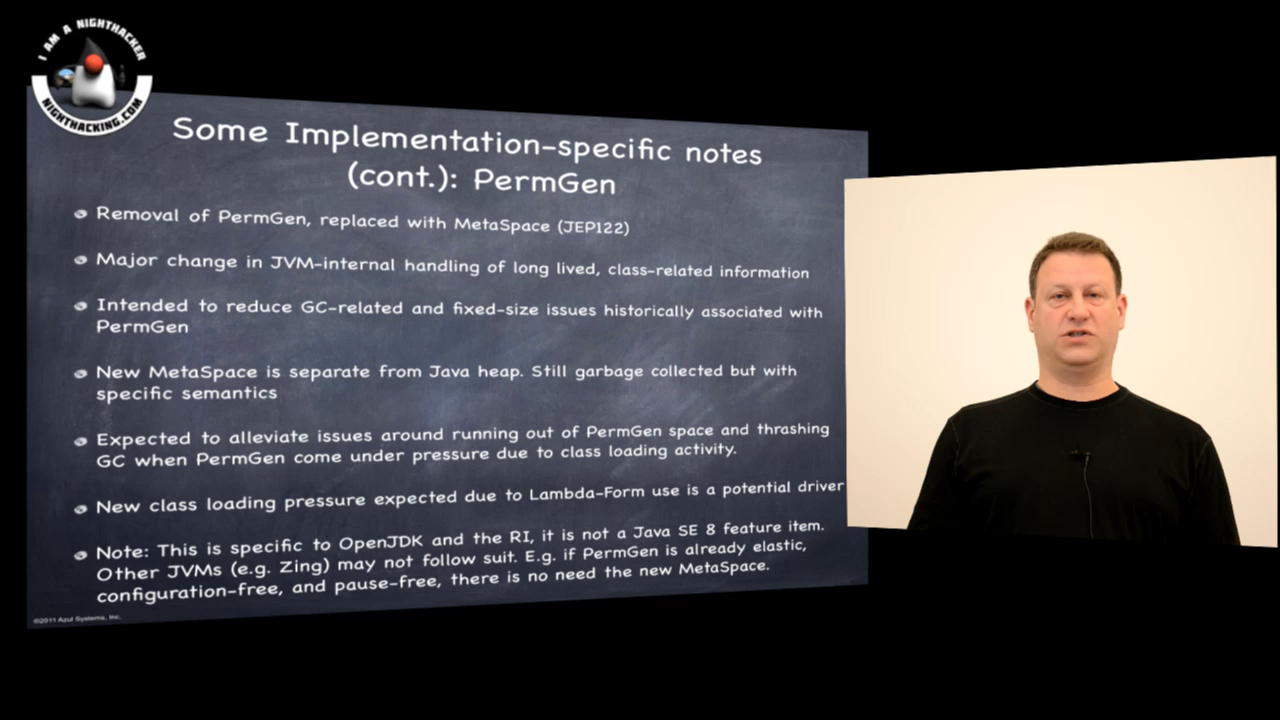 I AM A NIGHTHACKER
NIGHTHACKING.COM
Some Implementation-specific notes
(cont.): PermGen
Removal of PermGen, replaced with MetaSpace (JEP122)
Major change in JVM-internal handling of long lived, class-related information
Intended to reduce GC-related and fixed-size issues historically associated with
PermGen
New MetaSpace is separate from Java heap. Still garbage collected but with
specific semantics
Expected to alleviate issues around running out of PermGen space and thrashing
GC when PermGen come under pressure due to class loading activity.
New class loading pressure expected due to Lambda-Form use is a potential driver
Note: This is specific to OpenJDK and the RI, it is not a Java SE 8 feature item.
Other JVMs (e.g. Zing) may not follow suit. E.g. if PermGen is already elastic,
configuration-free, and pause-free, there is no need the new MetaSpace.
©2011 Azul Systems, Inc.